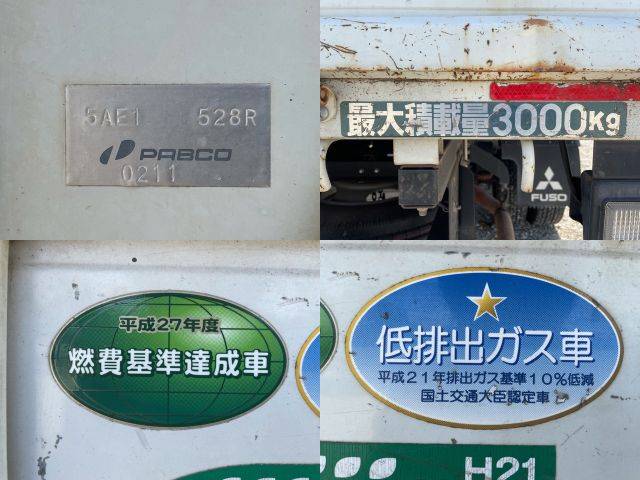 5AE1 528R
PABCO
0211
最大積載量3000Kg
FUSO
平成27年度
燃費基準達成車
低排出ガス車
平成21年排出ガス基準10%低減
国土交通大臣認定車
H21